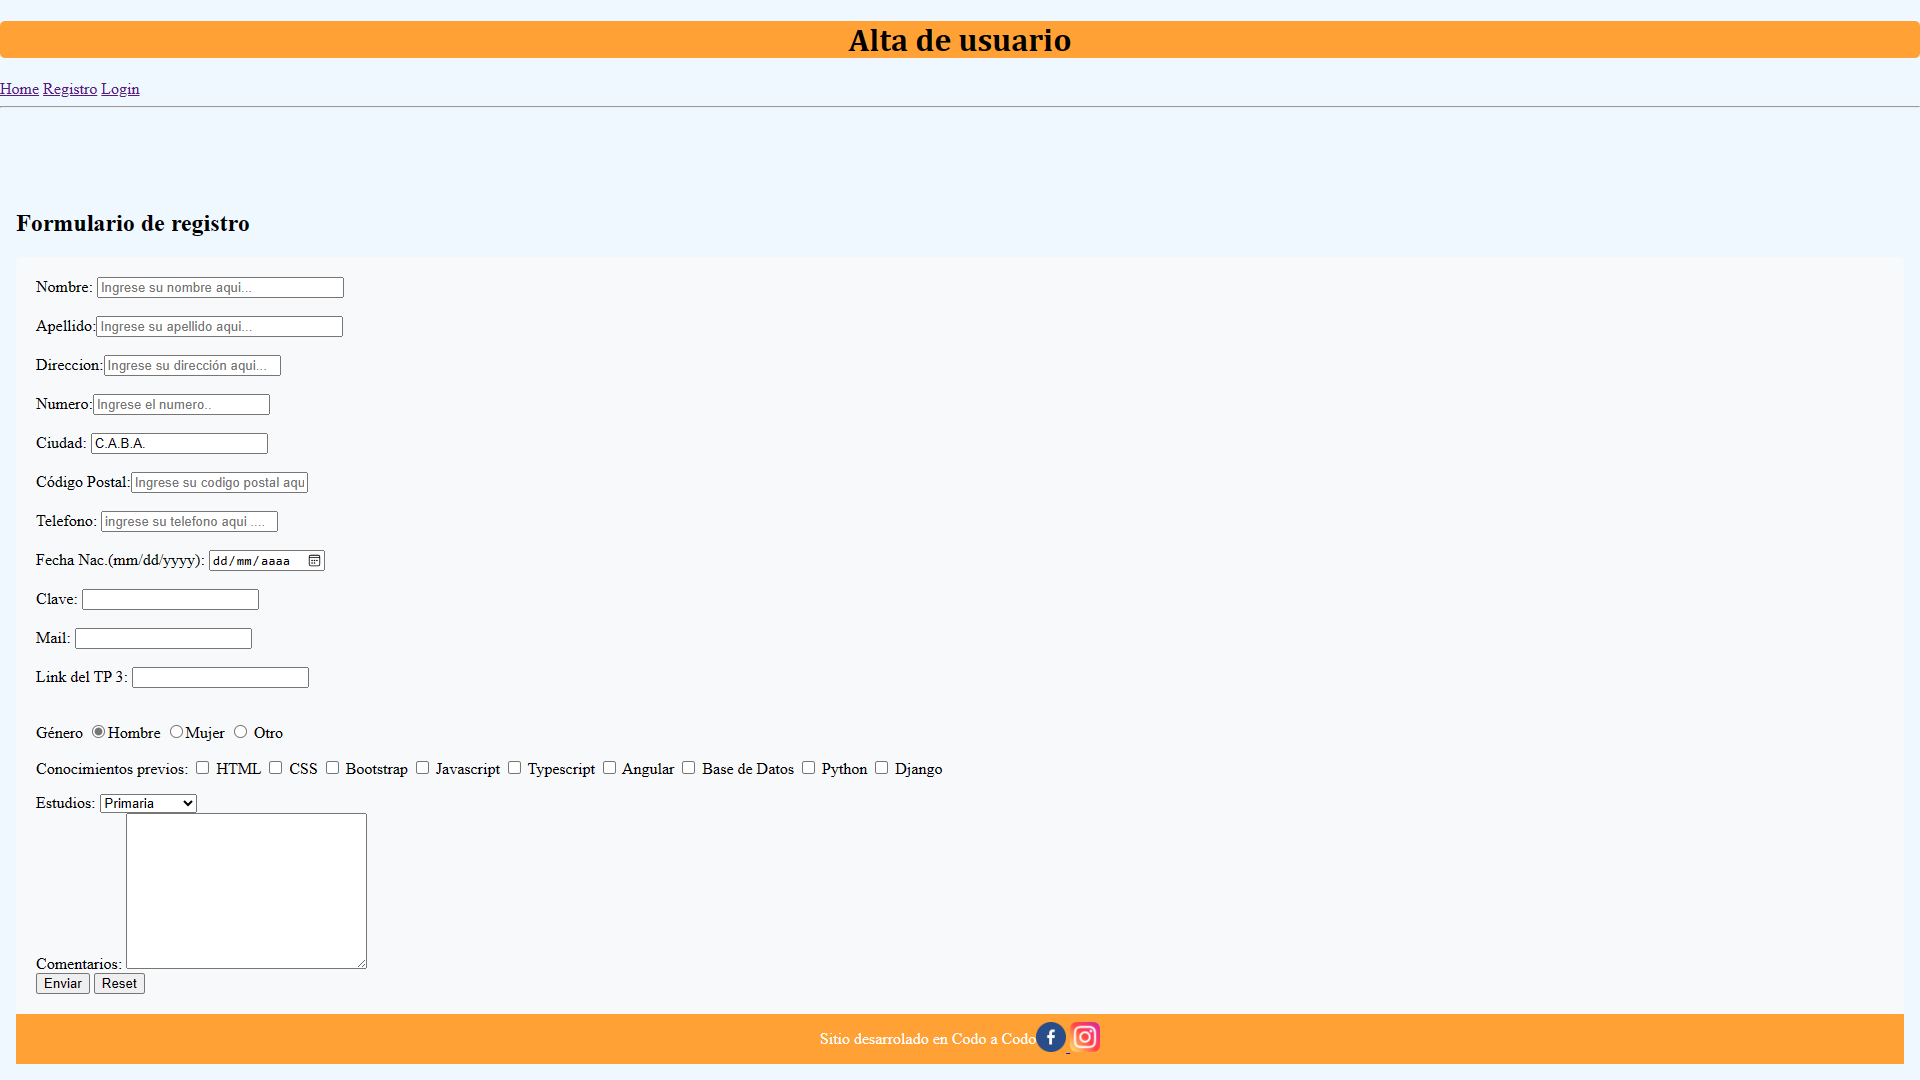 Alta de usuario
Home Registro Login
Formulario de registro
Nombre: Ingrese su nombre aqui...
Apellido: Ingrese su apellido aqui...
Direccion: Ingrese su dirección aqui...
Numero: Ingrese el numero..
Ciudad: C.A.B.A.
Código Postal: Ingrese su codigo postal aqu
Telefono: ingrese su telefono aqui ....
Fecha Nac.(mm/dd/yyyy): dd/mm/aaaa
Clave:
Mail:
Link del TP 3:
Género Hombre Mujer Otro
Conocimientos previos: HTML CSS Bootstrap Javascript Typescript Angular Base de Datos Python Django
Estudios: Primaria
Comentarios:
Enviar Reset
Sitio desarrolado en Codo a Codo